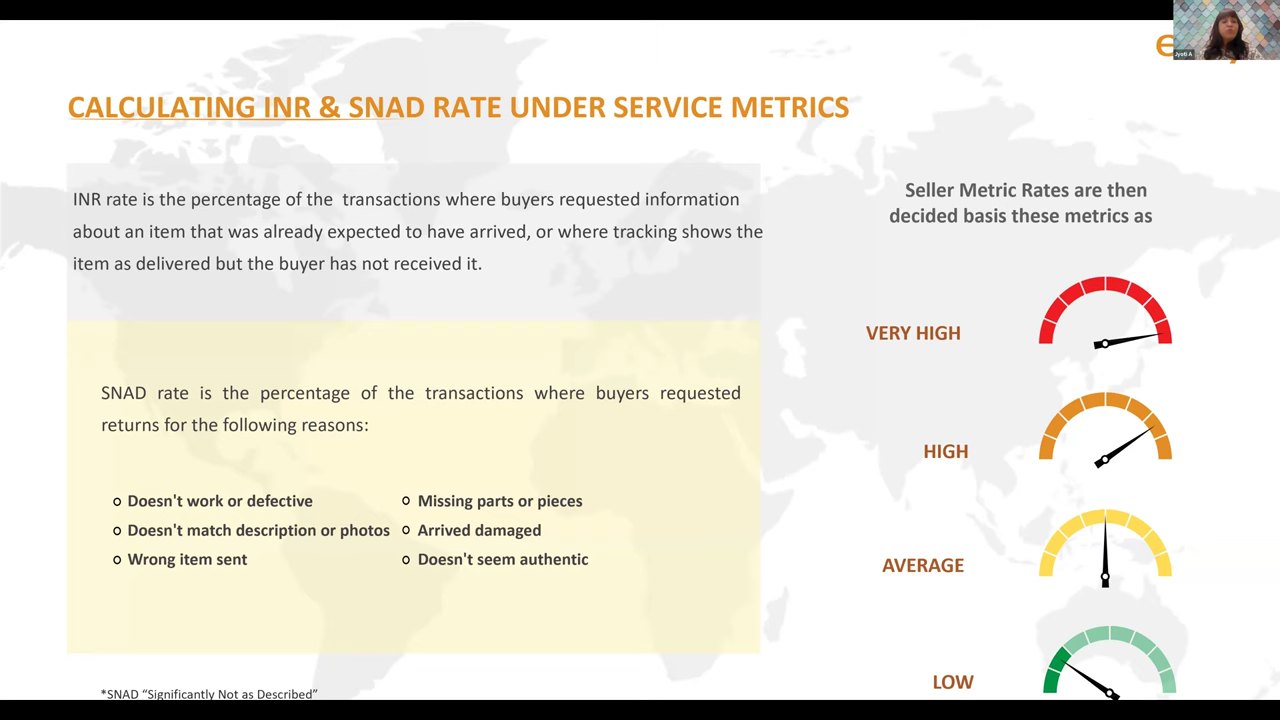 CALCULATING INR & SNAD RATE UNDER SERVICE METRICS
INR rate is the percentage of the transactions where buyers requested information
about an item that was already expected to have arrived, or where tracking shows the
item as delivered but the buyer has not received it.
SNAD rate is the percentage of the transactions where buyers requested
returns for the following reasons:
Doesn't work or defective
Doesn't match description or photos
Wrong item sent
Missing parts or pieces
Arrived damaged
Doesn't seem authentic
*SNAD “Significantly Not as Described”
Seller Metric Rates are then
decided basis these metrics as
VERY HIGH
HIGH
AVERAGE
LOW
Jyoti A